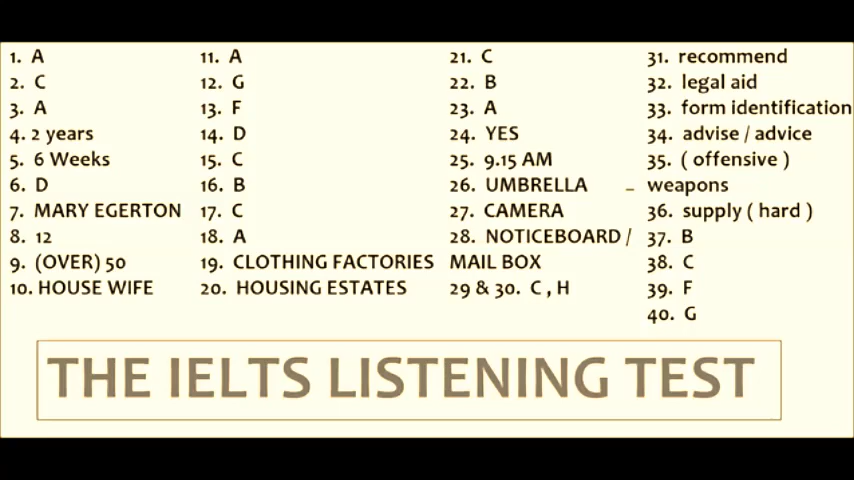 1. A
2. C
3. A
4. 2 years
5. 6 Weeks
6. D
7. MARY EGERTON
8. 12
9. (OVER) 50
10. HOUSE WIFE
11. A
12. G
13. F
14. D
15. C
16. B
17. C
18. A
19. CLOTHING FACTORIES
20. HOUSING ESTATES
21. C
22. B
23. A
24. YES
25. 9.15 AM
26. UMBRELLA –
27. CAMERA
28. NOTICEBOARD /
MAIL BOX
29 & 30. C , H
31. recommend
32. legal aid
33. form identification
34. advise / advice
35. ( offensive )
weapons
36. supply ( hard )
37. B
38. C
39. F
40. G
THE IELTS LISTENING TEST